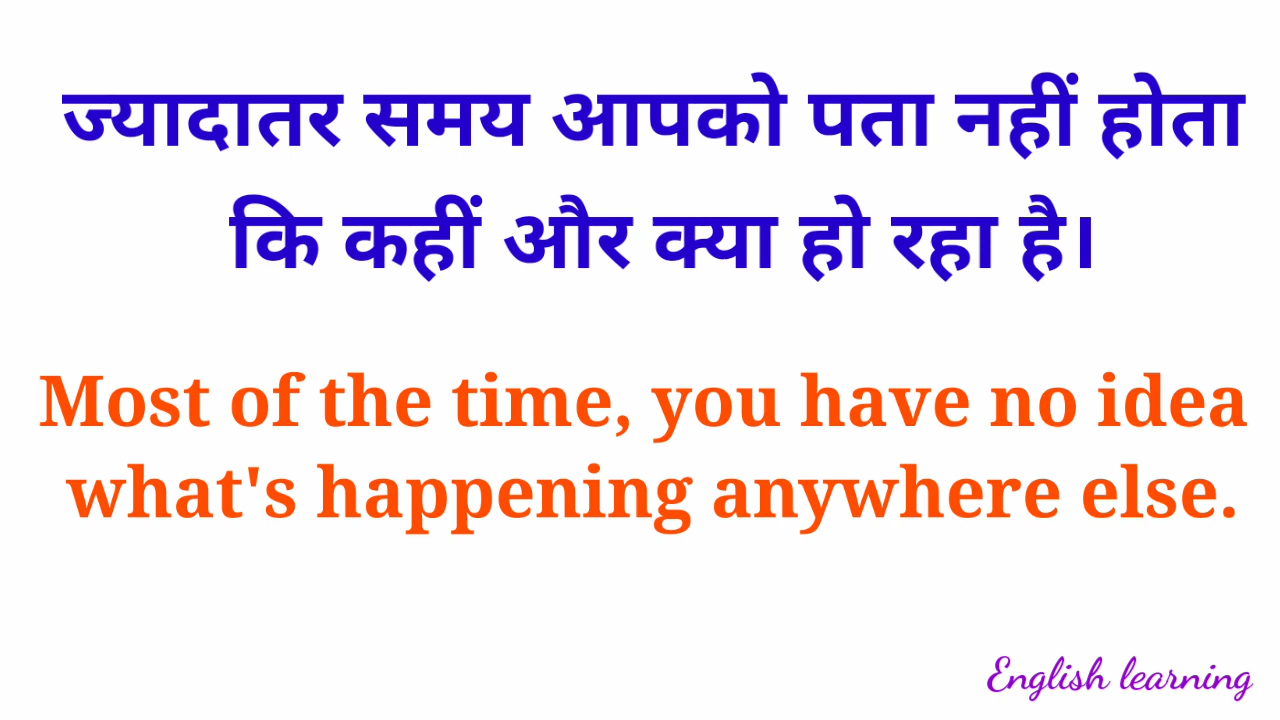 ज्यादातर समय आपको पता नहीं होता
कि कहीं और क्या हो रहा है।
Most of the time, you have no idea
what's happening anywhere else.
English learning